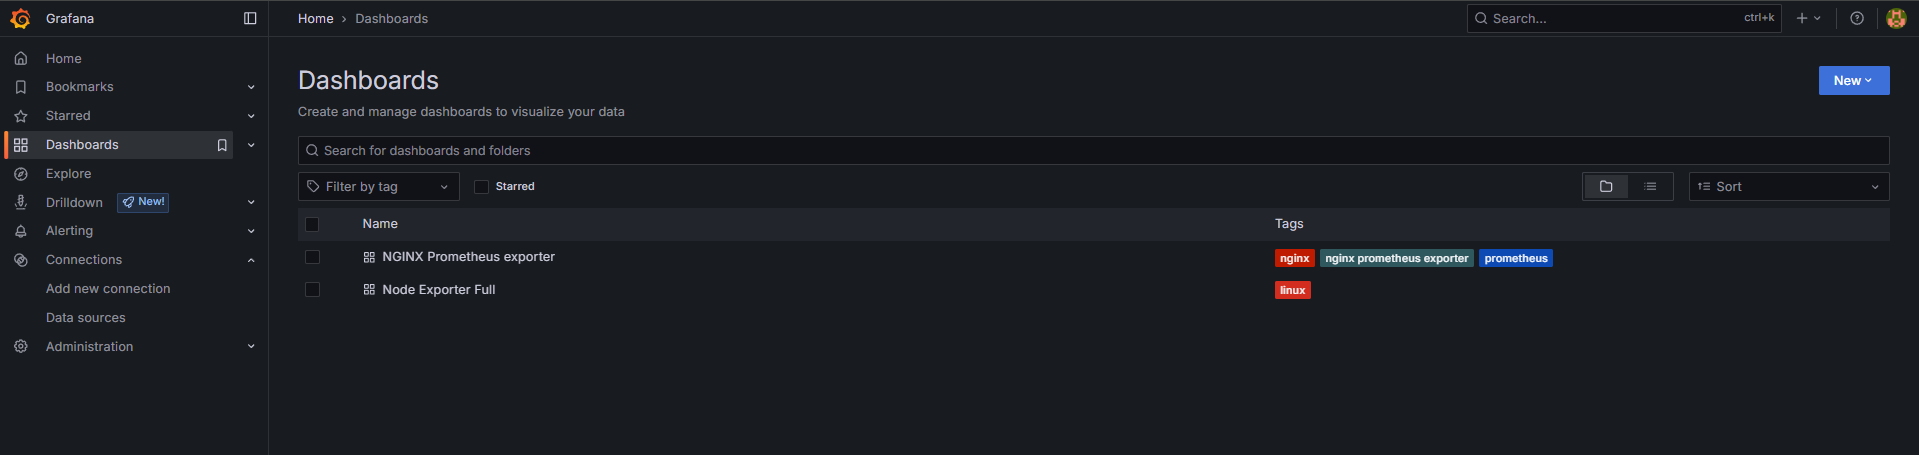 Grafana
Home › Dashboards
Search...
ctrl+k
Home
Bookmarks
Starred
Dashboards
Explore
Drilldown New!
Alerting
Connections
Add new connection
Data sources
Administration
Dashboards
New
Create and manage dashboards to visualize your data
Search for dashboards and folders
Filter by tag
Starred
Sort
Name Tags
NGINX Prometheus exporter nginx nginx prometheus exporter prometheus
Node Exporter Full linux